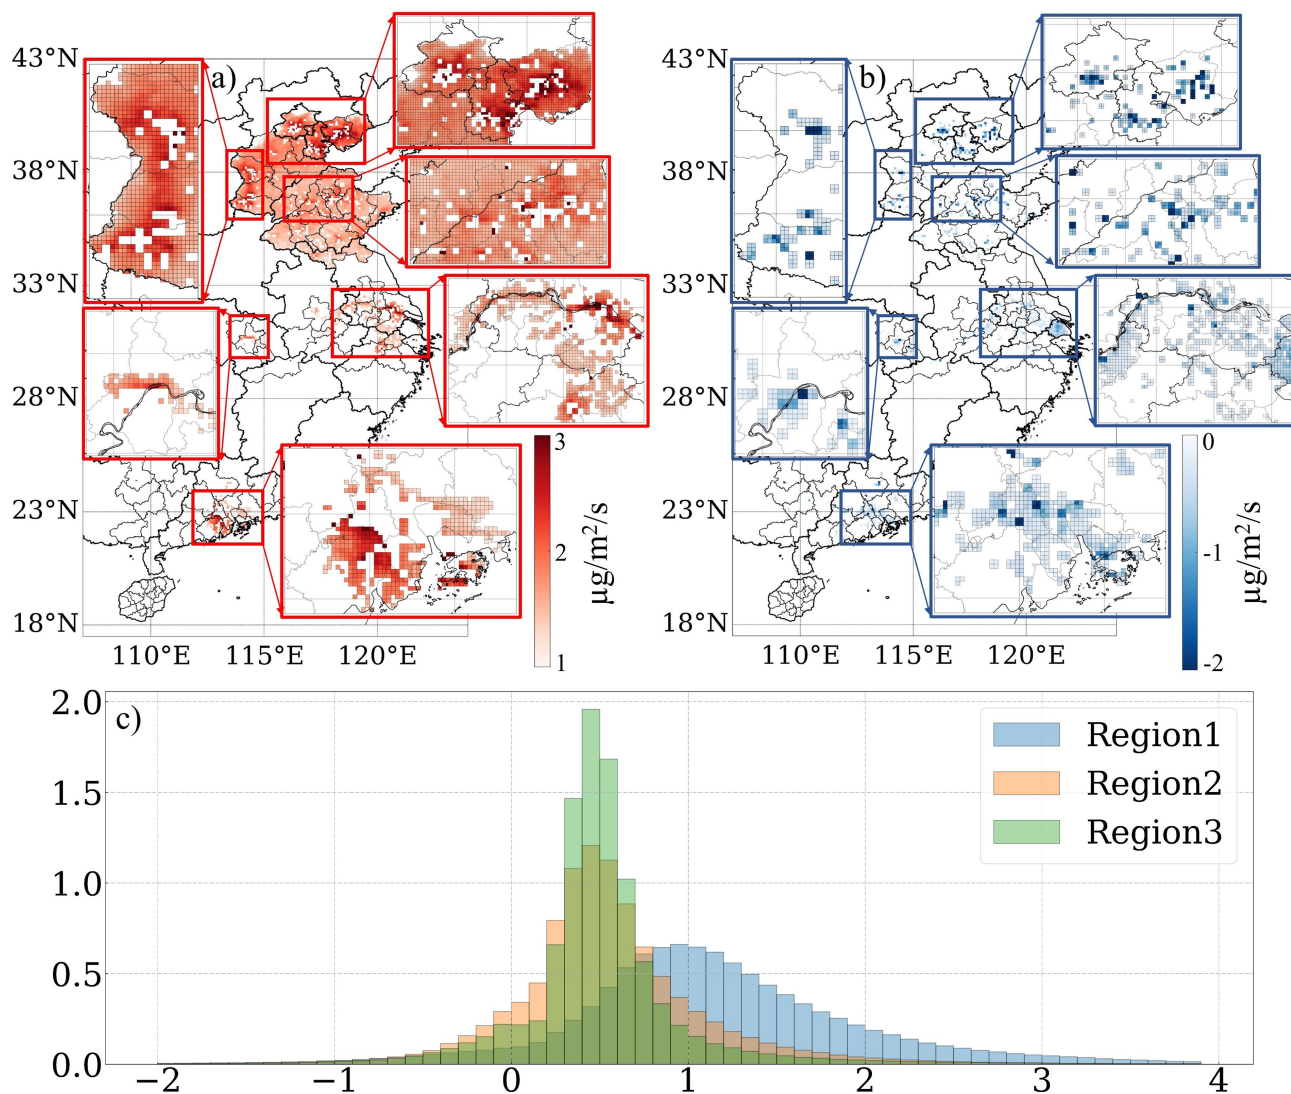 a)
43°N
38°N
33°N
28°N
23°N
18°N
110°E 115°E 120°E
3
2
1
μg/m²/s
b)
43°N
38°N
33°N
28°N
23°N
18°N
110°E 115°E 120°E
0
-1
-2
μg/m²/s
c)
2.0
1.5
1.0
0.5
0.0
−2 −1 0 1 2 3 4
Region1
Region2
Region3